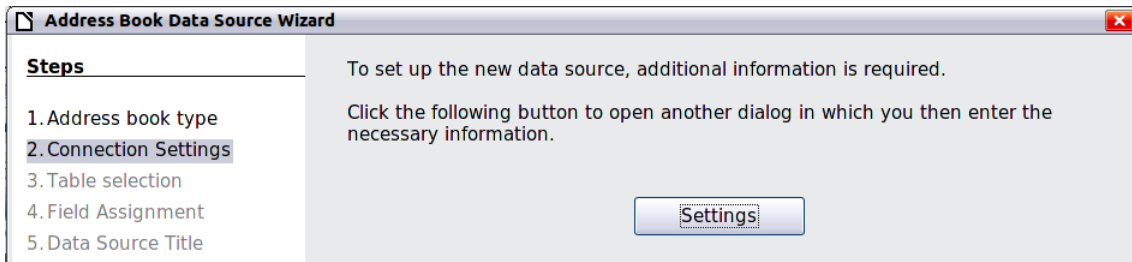 Address Book Data Source Wizard
Steps
1. Address book type
2. Connection Settings
3. Table selection
4. Field Assignment
5. Data Source Title
To set up the new data source, additional information is required.
Click the following button to open another dialog in which you then enter the
necessary information.
Settings